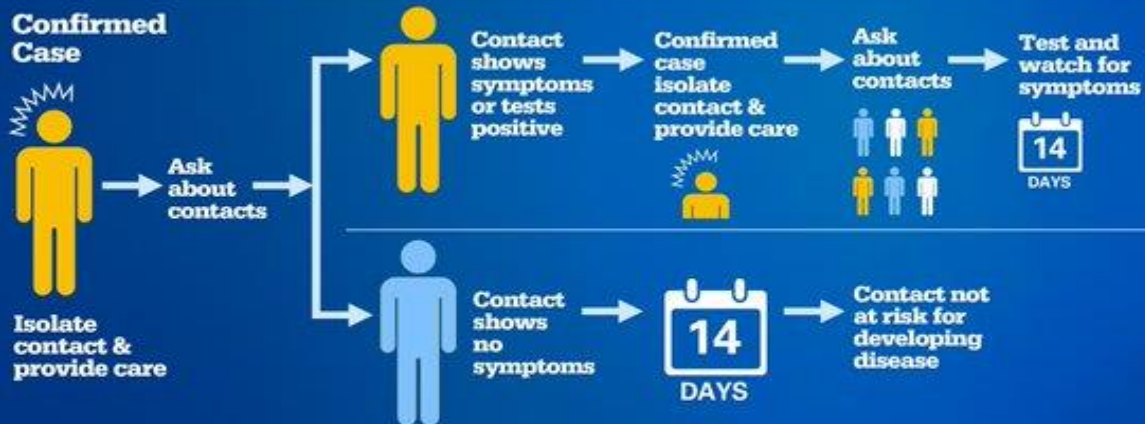 Confirmed
Case
Isolate
contact &
provide care
Ask
about
contacts
Contact
shows
symptoms
or tests
positive
Confirmed
case
isolate
contact &
provide care
Ask
about
contacts
Test and
watch for
symptoms
14
DAYS
Contact
shows
no
symptoms
14
DAYS
Contact not
at risk for
developing
disease